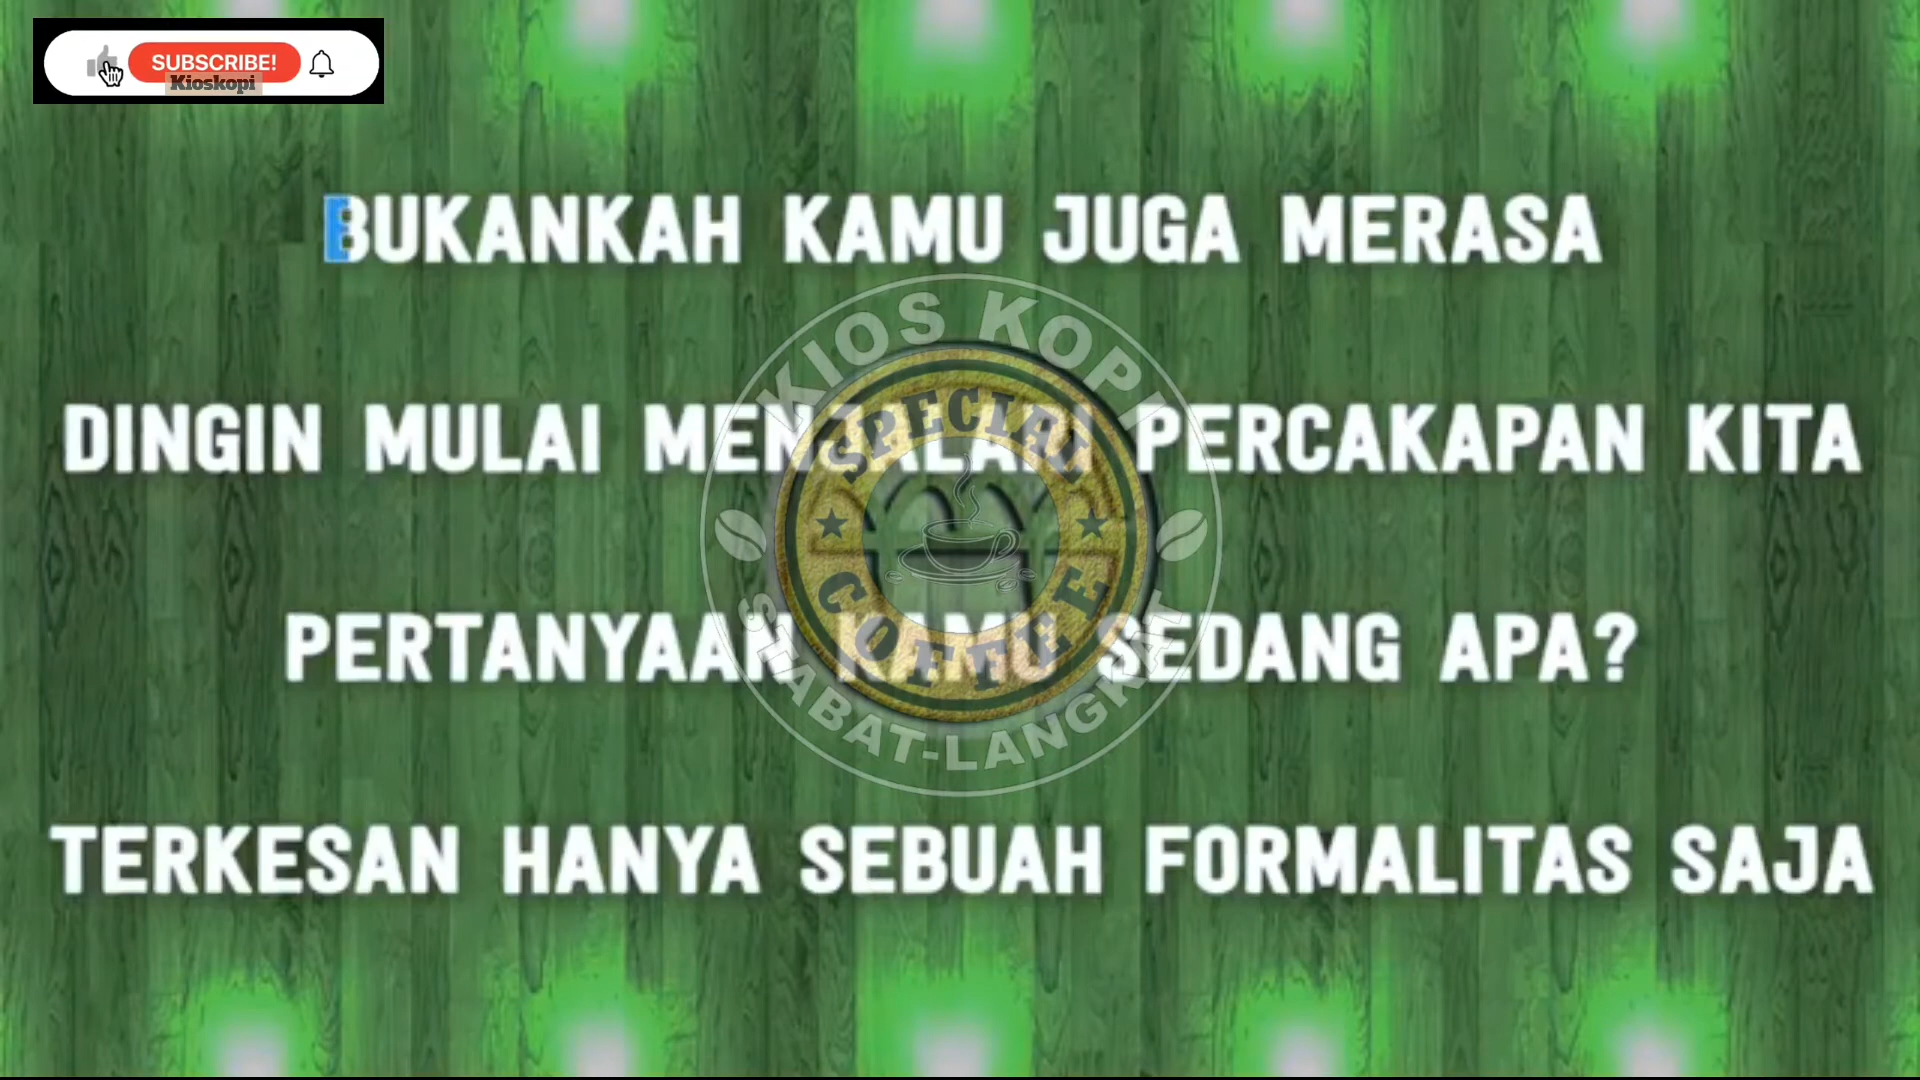 SUBSCRIBE!
Kioskopi
BUKANKAH KAMU JUGA MERASA
DINGIN MULAI MENJALARI PERCAKAPAN KITA
PERTANYAAN KAMU SEDANG APA?
TERKESAN HANYA SEBUAH FORMALITAS SAJA
KIOS KOPI
SPECIAL
COFFEE
STABAT-LANGKAT